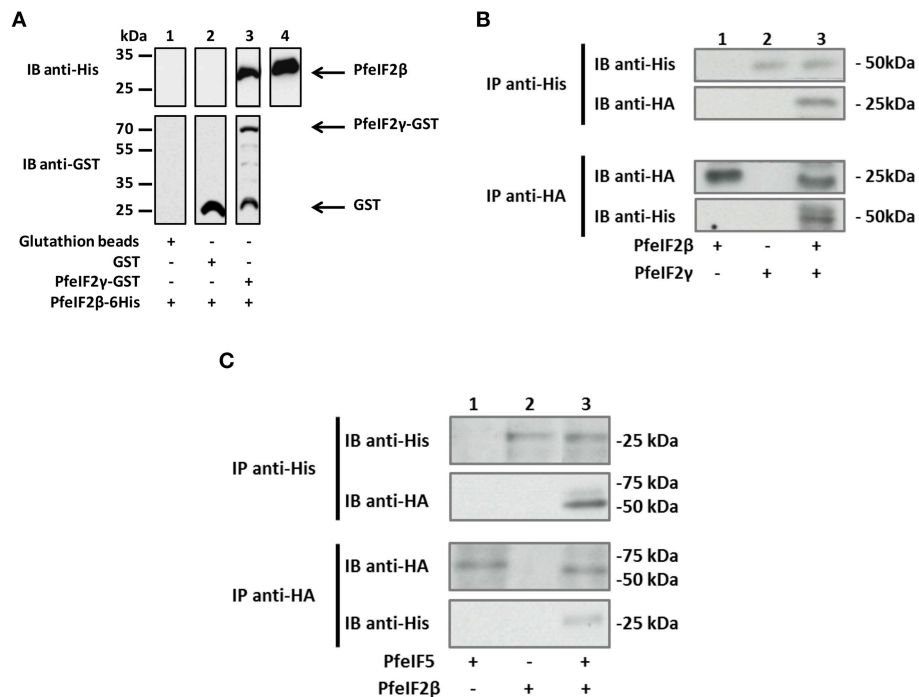 A
kDa 1 2 3 4
35
IB anti-His
PfeIF2β
25
70
PfeIF2γ-GST
55
IB anti-GST
35
25
GST
Glutathion beads + - -
GST - + -
PfeIF2γ-GST - - +
PfeIF2β-6His + + +
B
1 2 3
IP anti-His
IB anti-His - 50kDa
IB anti-HA - 25kDa
IP anti-HA
IB anti-HA - 25kDa
IB anti-His - 50kDa
PfeIF2β + - +
PfeIF2γ - + +
C
1 2 3
IP anti-His
IB anti-His -25 kDa
-75 kDa
IB anti-HA -50 kDa
IP anti-HA
IB anti-HA -75 kDa
-50 kDa
IB anti-His -25 kDa
PfeIF5 + - +
PfeIF2β - + +